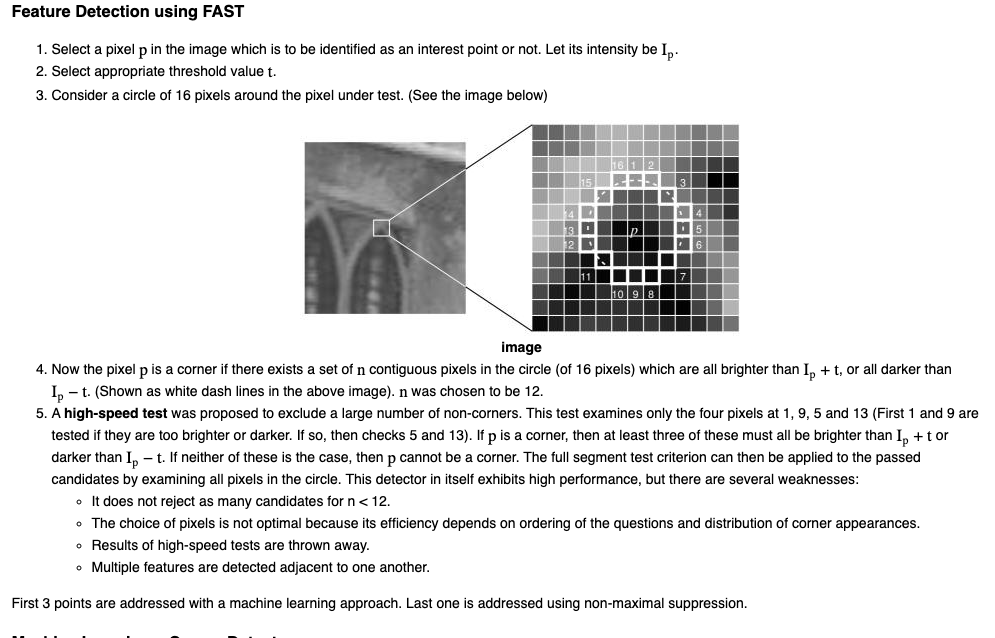 Feature Detection using FAST
1. Select a pixel p in the image which is to be identified as an interest point or not. Let its intensity be Ip.
2. Select appropriate threshold value t.
3. Consider a circle of 16 pixels around the pixel under test. (See the image below)
16 1 2
15 3
14 4
13 p 5
12 6
11 7
10 9 8
image
4. Now the pixel p is a corner if there exists a set of n contiguous pixels in the circle (of 16 pixels) which are all brighter than Ip + t, or all darker than
Ip − t. (Shown as white dash lines in the above image). n was chosen to be 12.
5. A high-speed test was proposed to exclude a large number of non-corners. This test examines only the four pixels at 1, 9, 5 and 13 (First 1 and 9 are
tested if they are too brighter or darker. If so, then checks 5 and 13). If p is a corner, then at least three of these must all be brighter than Ip + t or
darker than Ip − t. If neither of these is the case, then p cannot be a corner. The full segment test criterion can then be applied to the passed
candidates by examining all pixels in the circle. This detector in itself exhibits high performance, but there are several weaknesses:
◦ It does not reject as many candidates for n < 12.
◦ The choice of pixels is not optimal because its efficiency depends on ordering of the questions and distribution of corner appearances.
◦ Results of high-speed tests are thrown away.
◦ Multiple features are detected adjacent to one another.
First 3 points are addressed with a machine learning approach. Last one is addressed using non-maximal suppression.